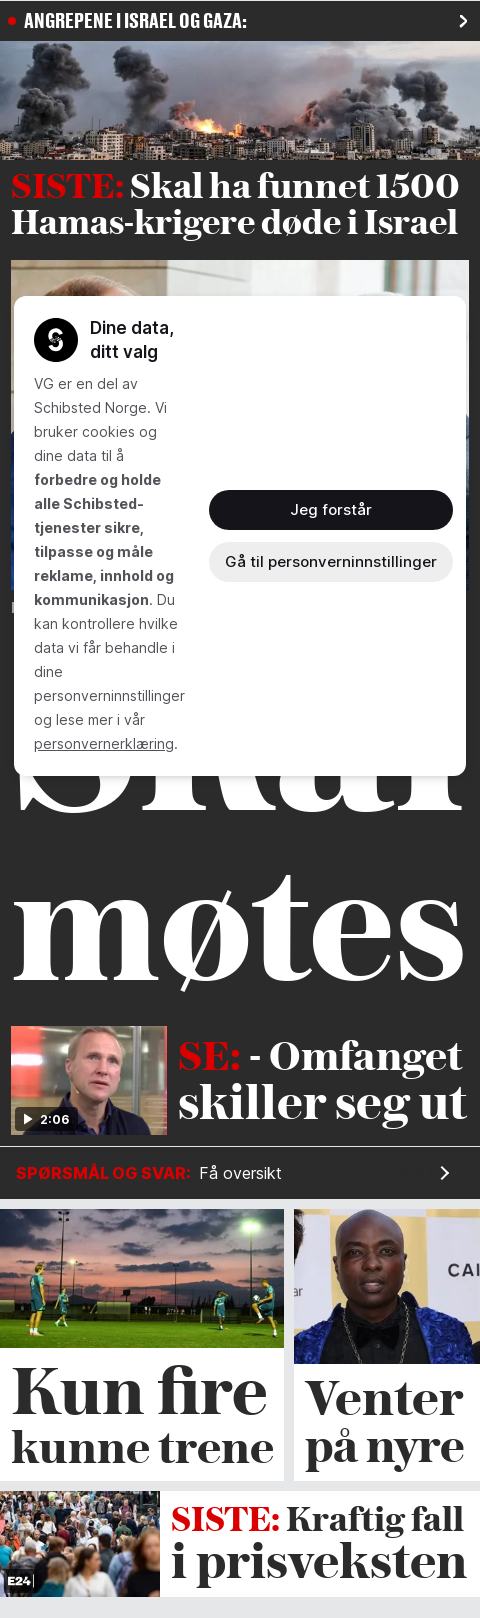 ANGREPENE I ISRAEL OG GAZA:
SISTE: Skal ha funnet 1500
Hamas-krigere døde i Israel
Dine data,
ditt valg
VG er en del av
Schibsted Norge. Vi
bruker cookies og
dine data til å
forbedre og holde
alle Schibsted-
tjenester sikre,
tilpasse og måle
reklame, innhold og
kommunikasjon. Du
kan kontrollere hvilke
data vi får behandle i
dine
personverninnstillinger
og lese mer i vår
personvernerklæring.
Jeg forstår
Gå til personverninnstillinger
Skal
møtes
2:06
SE: - Omfanget
skiller seg ut
SPØRSMÅL OG SVAR: Få oversikt
CAI
ar
Kun fire
kunne trene
Venter
på nyre
E24
SISTE: Kraftig fall
i prisveksten